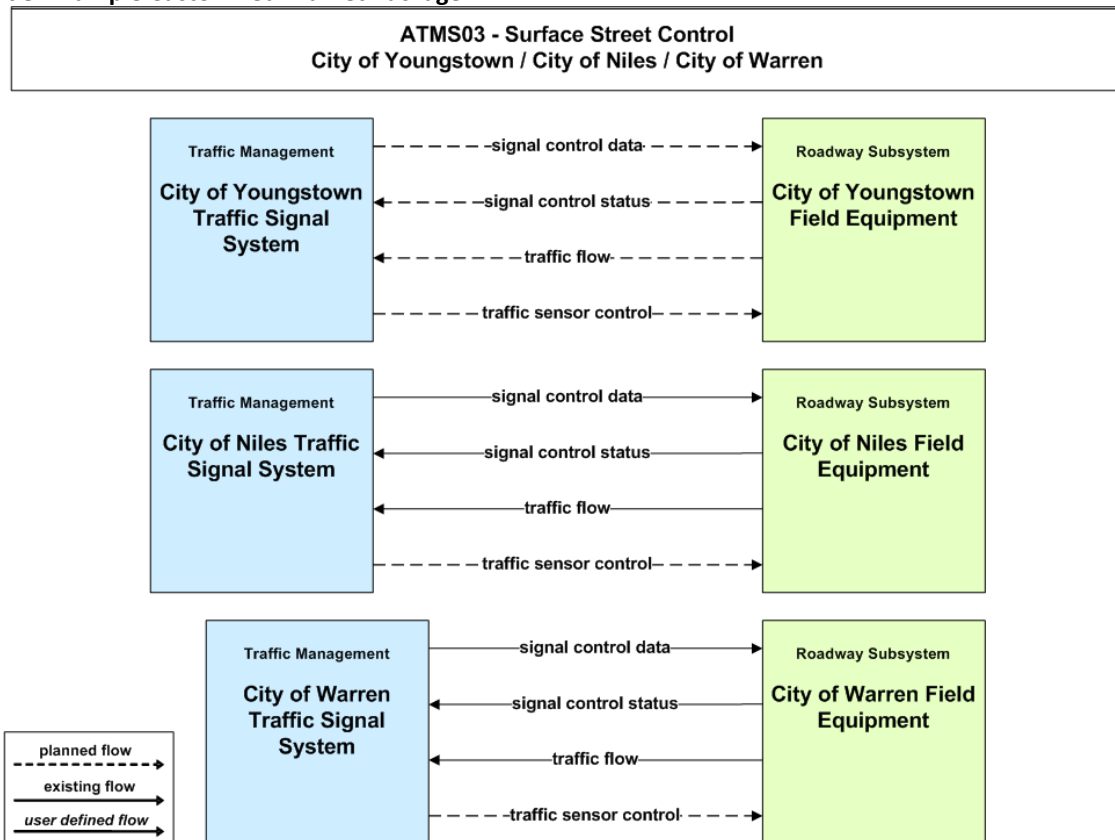 ATMS03 - Surface Street Control
City of Youngstown / City of Niles / City of Warren
Traffic Management
City of Youngstown
Traffic Signal
System
signal control data
signal control status
traffic flow
traffic sensor control
Roadway Subsystem
City of Youngstown
Field Equipment
Traffic Management
City of Niles Traffic
Signal System
signal control data
signal control status
traffic flow
traffic sensor control
Roadway Subsystem
City of Niles Field
Equipment
Traffic Management
City of Warren
Traffic Signal
System
signal control data
signal control status
traffic flow
traffic sensor control
Roadway Subsystem
City of Warren Field
Equipment
planned flow
existing flow
user defined flow